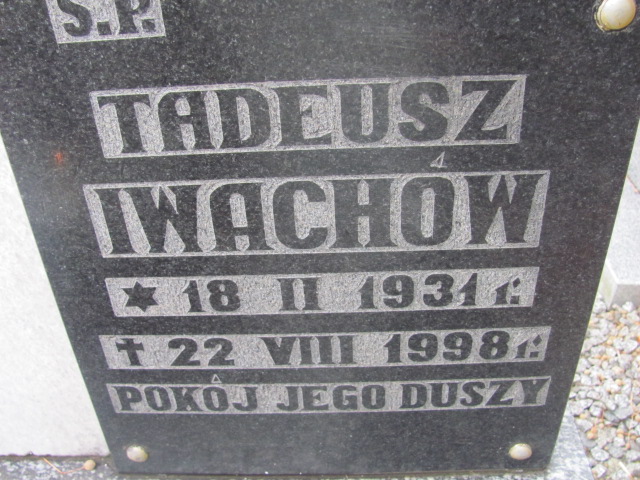 Ś.P.
TADEUSZ
IWACHÓW
★ 18 II 1931 r.
✝ 22 VIII 1998 r.
POKÓJ JEGO DUSZY